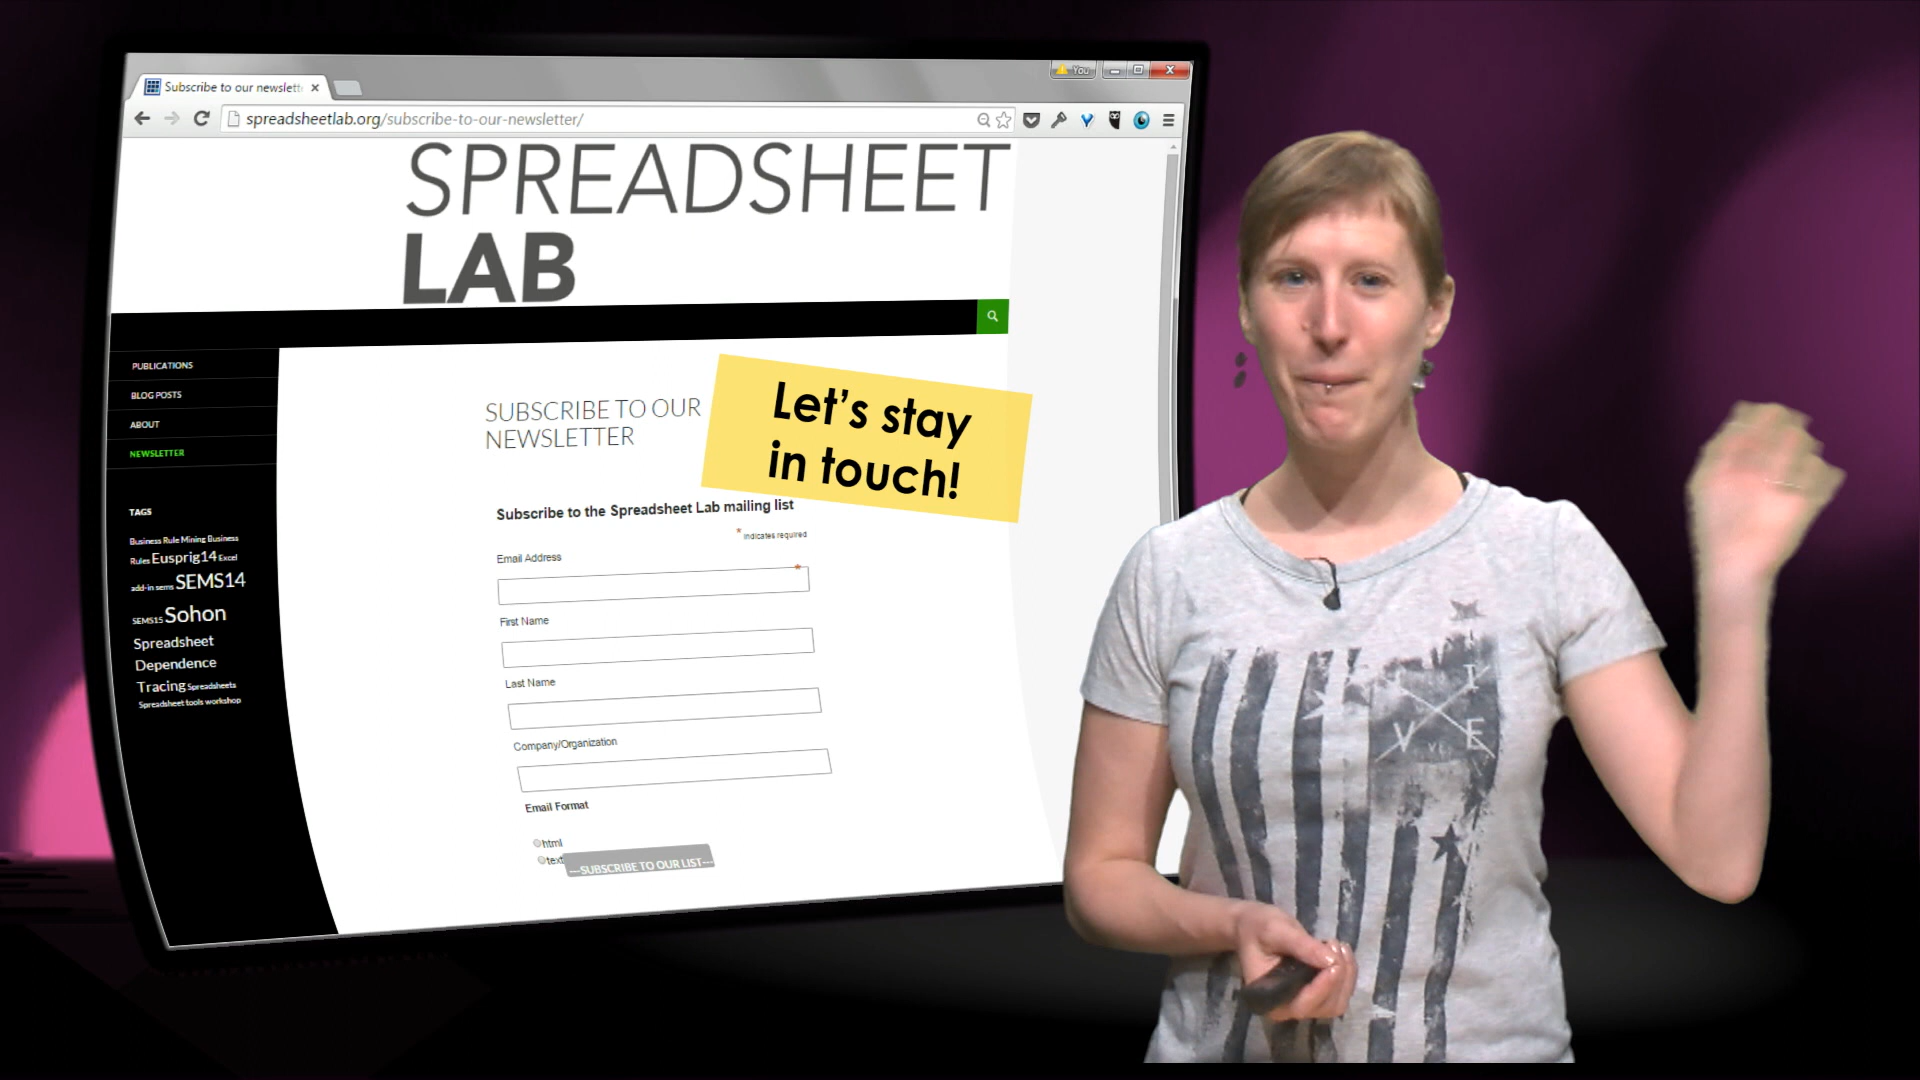 Subscribe to our newslett
You
spreadsheetlab.org/subscribe-to-our-newsletter/
SPREADSHEET
LAB
PUBLICATIONS
BLOG POSTS
ABOUT
NEWSLETTER
TAGS
Business Rule Mining Business
Rules Eusprig14 Excel
add-in sems SEMS14
SEMS15 Sohon
Spreadsheet
Dependence
Tracing Spreadsheets
Spreadsheet tools workshop
SUBSCRIBE TO OUR
NEWSLETTER
Let's stay
in touch!
Subscribe to the Spreadsheet Lab mailing list
* indicates required
Email Address
*
First Name
Last Name
Company/Organization
Email Format
html
text
---SUBSCRIBE TO OUR LIST---
I
V E